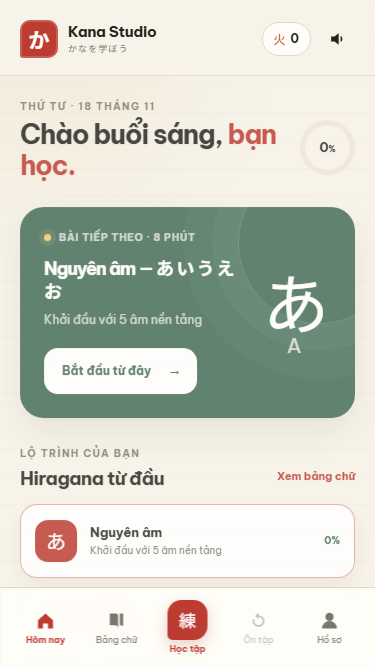 か
Kana Studio
かなを学ぼう
火 0
THỨ TƯ · 18 THÁNG 11
Chào buổi sáng, bạn
học.
0%
BÀI TIẾP THEO · 8 PHÚT
Nguyên âm — あいうえ
お
Khởi đầu với 5 âm nền tảng
Bắt đầu từ đây →
あ
A
LỘ TRÌNH CỦA BẠN
Hiragana từ đầu
Xem bảng chữ
あ
Nguyên âm
Khởi đầu với 5 âm nền tảng
0%
Hôm nay
Bảng chữ
練
Học tập
Ôn tập
Hồ sơ